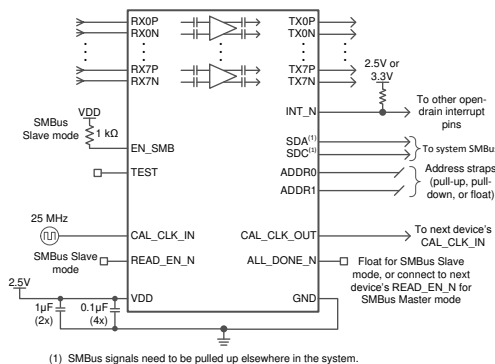 RX0P
RX0N
RX7P
RX7N
TX0P
TX0N
TX7P
TX7N
2.5V or
3.3V
INT_N
To other open-
drain interrupt
pins
VDD
SMBus
Slave mode
1 kΩ
EN_SMB
TEST
SDA(1)
SDC(1)
To system SMBus
ADDR0
ADDR1
Address straps
(pull-up, pull-
down, or float)
25 MHz
CAL_CLK_IN
CAL_CLK_OUT
To next device's
CAL_CLK_IN
SMBus Slave
mode
READ_EN_N
ALL_DONE_N
Float for SMBus Slave
mode, or connect to next
device's READ_EN_N for
SMBus Master mode
2.5V
VDD
GND
1μF
(2x)
0.1μF
(4x)
(1) SMBus signals need to be pulled up elsewhere in the system.